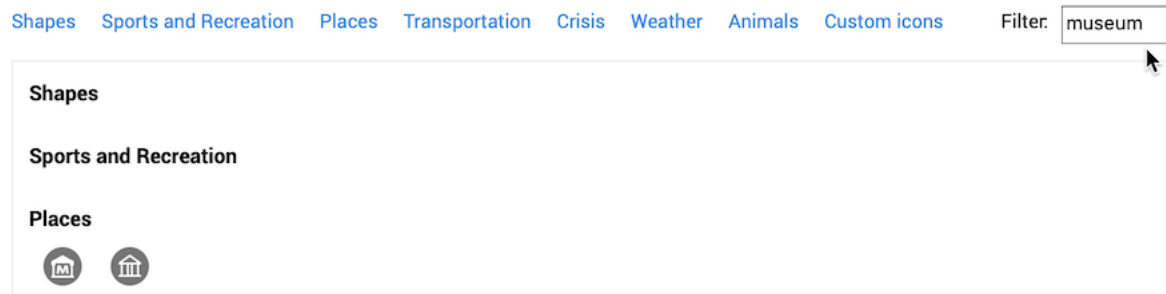 Shapes Sports and Recreation Places Transportation Crisis Weather Animals Custom icons Filter: museum
Shapes
Sports and Recreation
Places
M